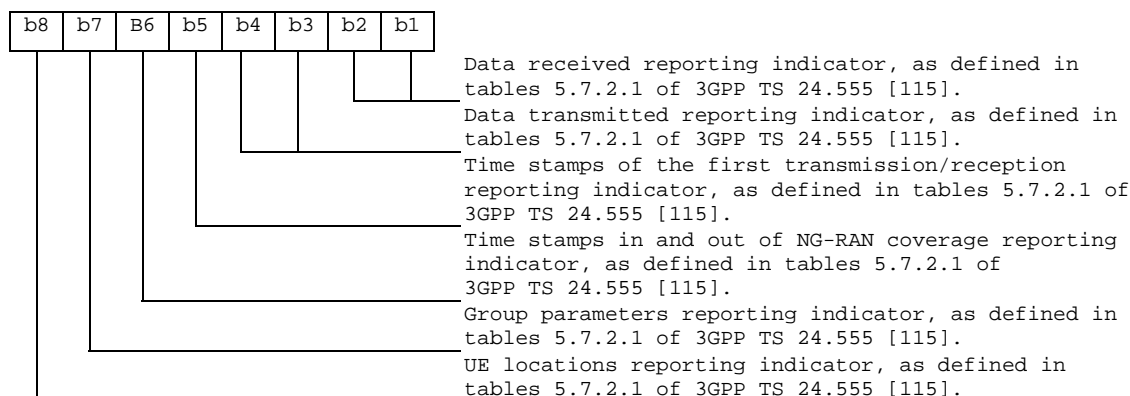 b8 b7 B6 b5 b4 b3 b2 b1
Data received reporting indicator, as defined in
tables 5.7.2.1 of 3GPP TS 24.555 [115].
Data transmitted reporting indicator, as defined in
tables 5.7.2.1 of 3GPP TS 24.555 [115].
Time stamps of the first transmission/reception
reporting indicator, as defined in tables 5.7.2.1 of
3GPP TS 24.555 [115].
Time stamps in and out of NG-RAN coverage reporting
indicator, as defined in tables 5.7.2.1 of
3GPP TS 24.555 [115].
Group parameters reporting indicator, as defined in
tables 5.7.2.1 of 3GPP TS 24.555 [115].
UE locations reporting indicator, as defined in
tables 5.7.2.1 of 3GPP TS 24.555 [115].